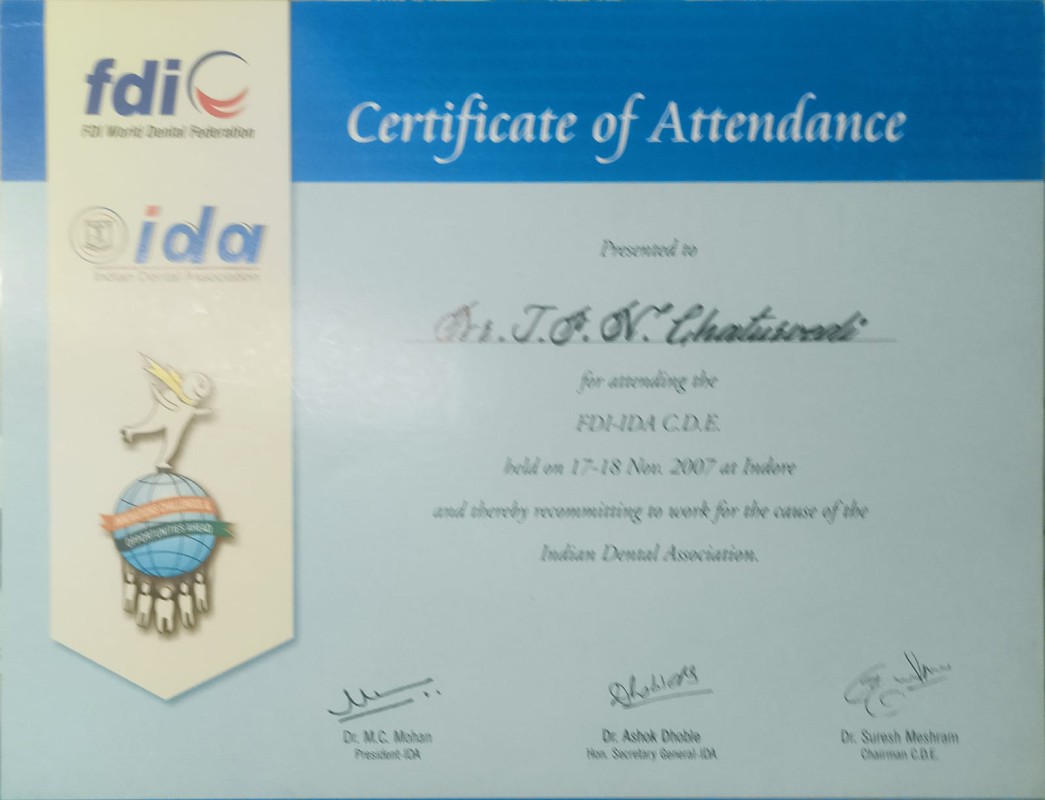 fdi
FDI World Dental Federation
ida
Indian Dental Association
Certificate of Attendance
Presented to
Dr. T. P. N. Chaturvedi
for attending the
FDI-IDA C.D.E.
held on 17-18 Nov. 2007 at Indore
and thereby recommitting to work for the cause of the
Indian Dental Association.
OPPORTUNITIES AHEAD
Dr. M.C. Mohan
President-IDA
Dr. Ashok Dhoble
Hon. Secretary General-IDA
Dr. Suresh Meshram
Chairman C.D.E.